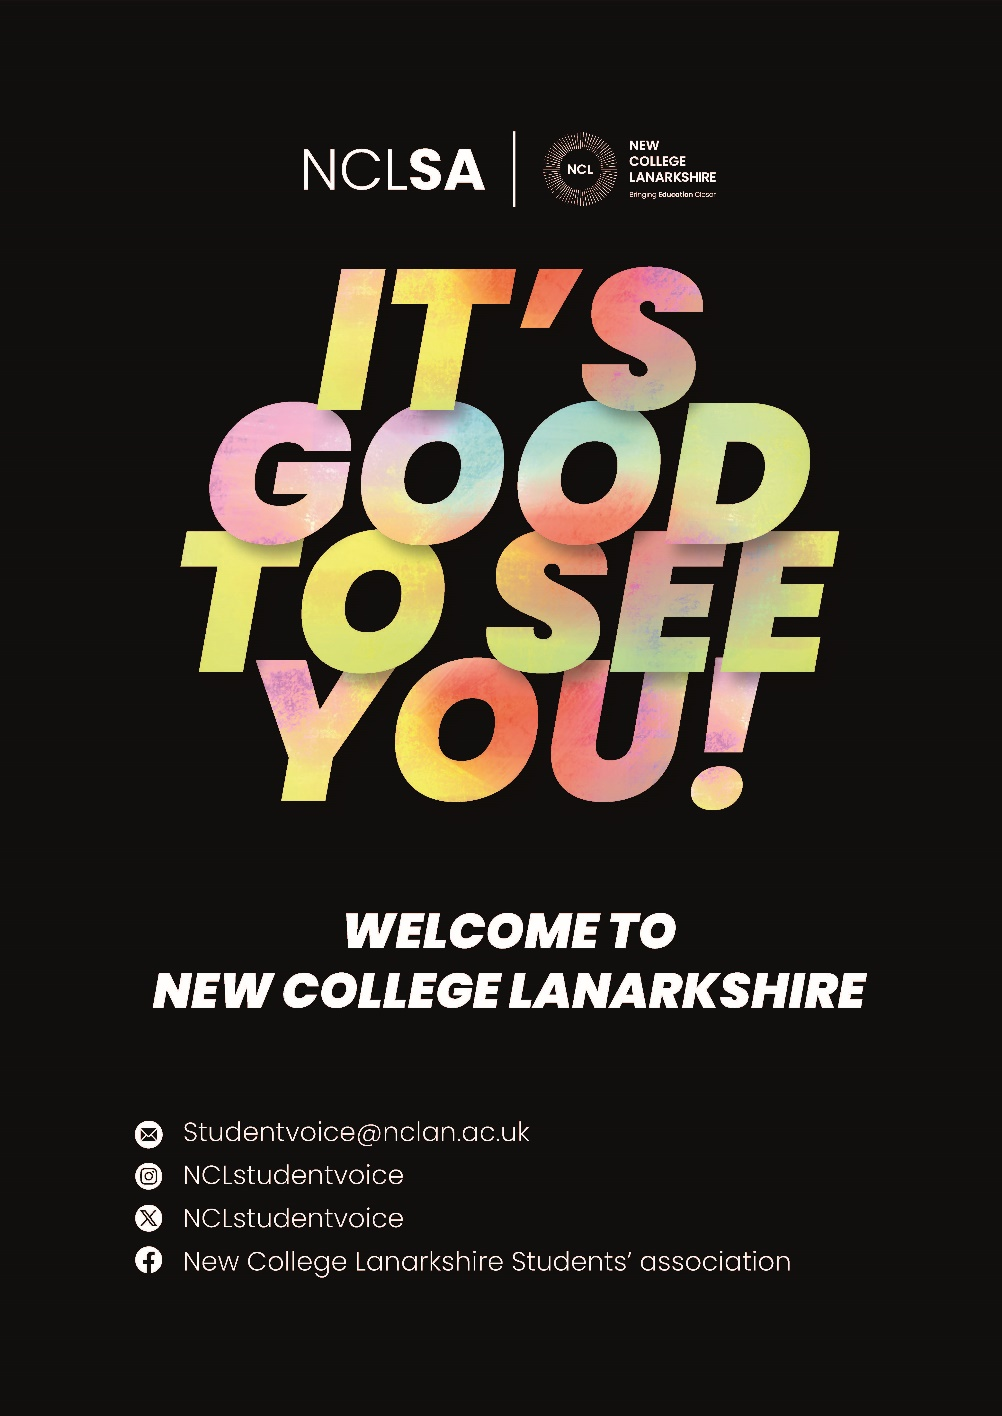 NCLSA
NCL
NEW
COLLEGE
LANARKSHIRE
Bringing Education Closer
IT'S
GOOD
TO SEE
YOU!
WELCOME TO
NEW COLLEGE LANARKSHIRE
Studentvoice@nclan.ac.uk
NCLstudentvoice
NCLstudentvoice
New College Lanarkshire Students' association